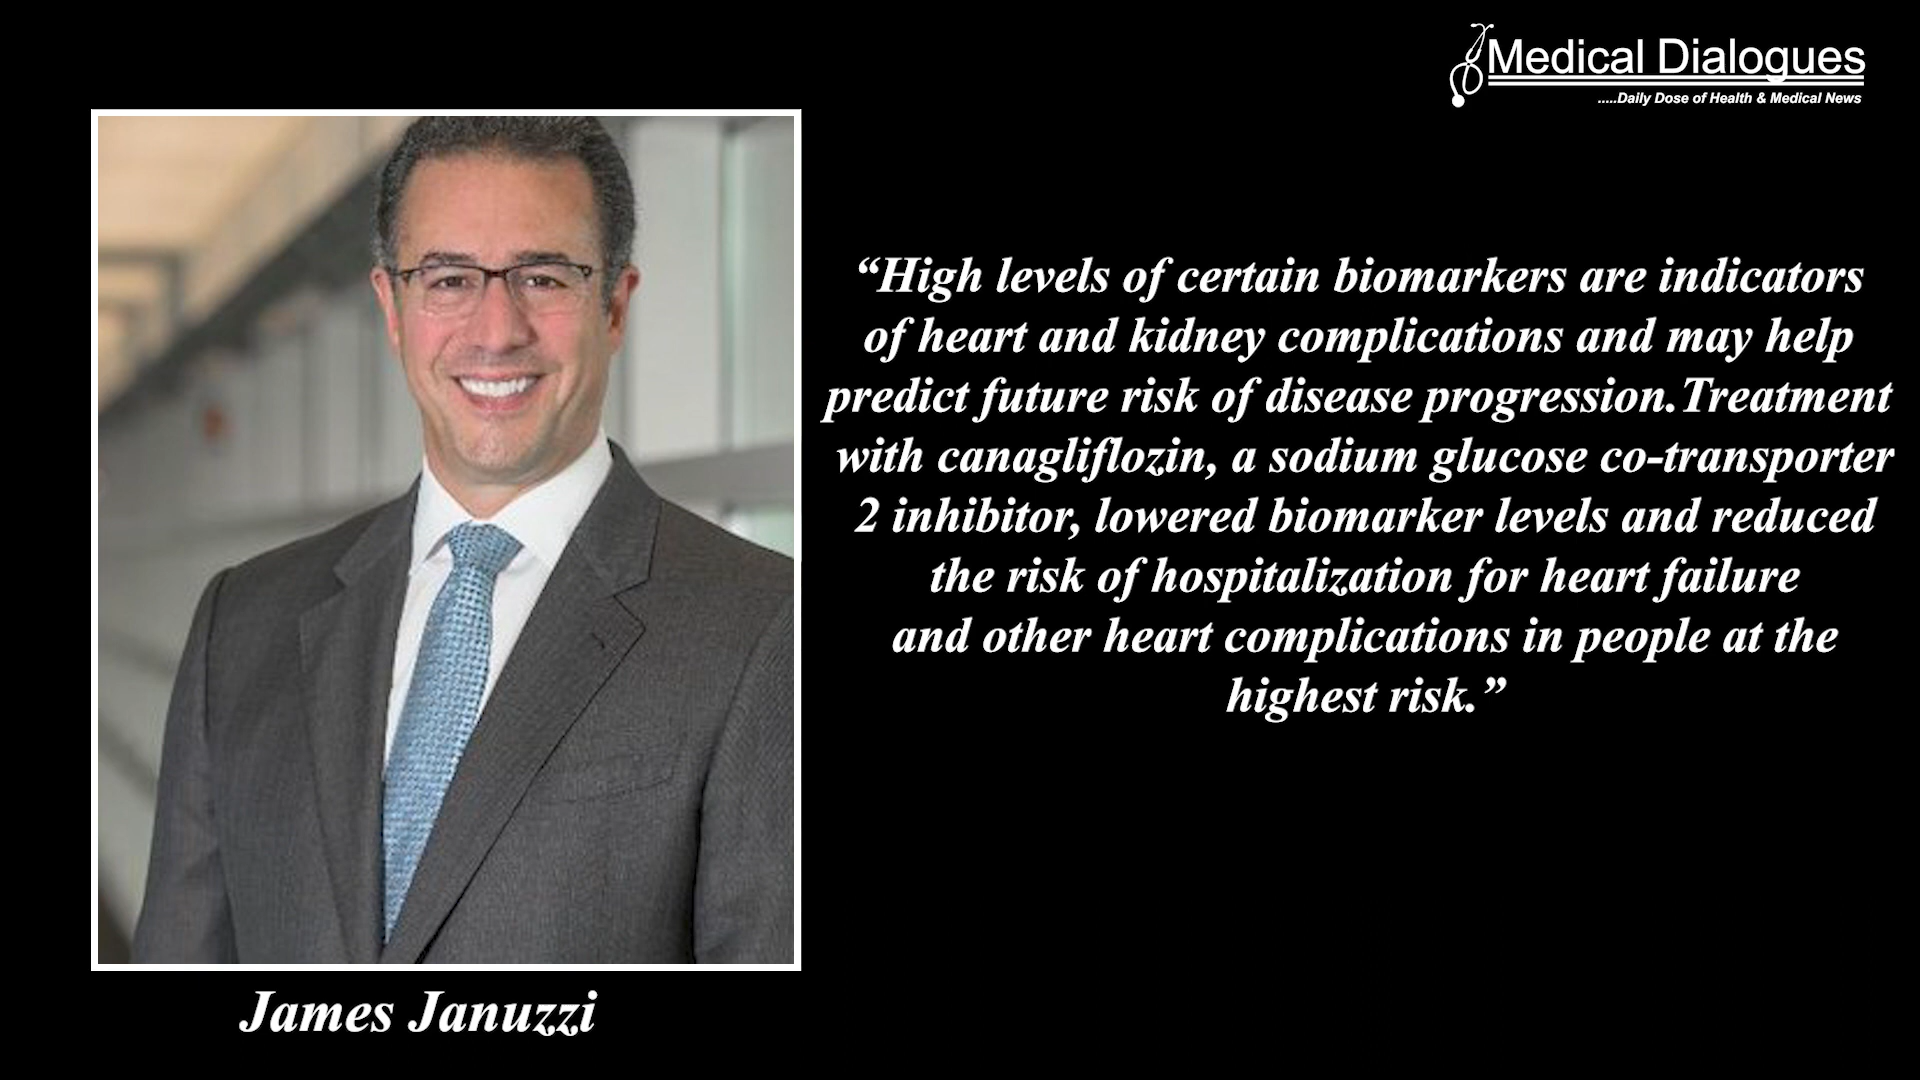 Medical Dialogues
.....Daily Dose of Health & Medical News
“High levels of certain biomarkers are indicators
of heart and kidney complications and may help
predict future risk of disease progression.Treatment
with canagliflozin, a sodium glucose co-transporter
2 inhibitor, lowered biomarker levels and reduced
the risk of hospitalization for heart failure
and other heart complications in people at the
highest risk.”
James Januzzi